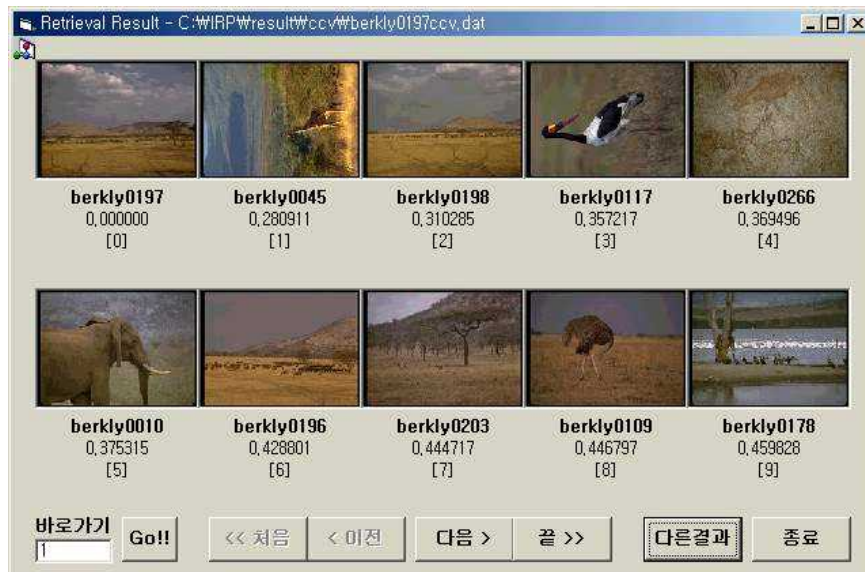 Retrieval Result - C:₩IRP₩result₩ccv₩berkly0197ccv.dat
berkly0197 berkly0045 berkly0198 berkly0117 berkly0266
0,000000 0,280911 0,310285 0,357217 0,369496
[0] [1] [2] [3] [4]
berkly0010 berkly0196 berkly0203 berkly0109 berkly0178
0,375315 0,428801 0,444717 0,446797 0,459828
[5] [6] [7] [8] [9]
바로가기
1 Go!! << 처음 < 이전 다음 > 끝 >> 다른결과 종료